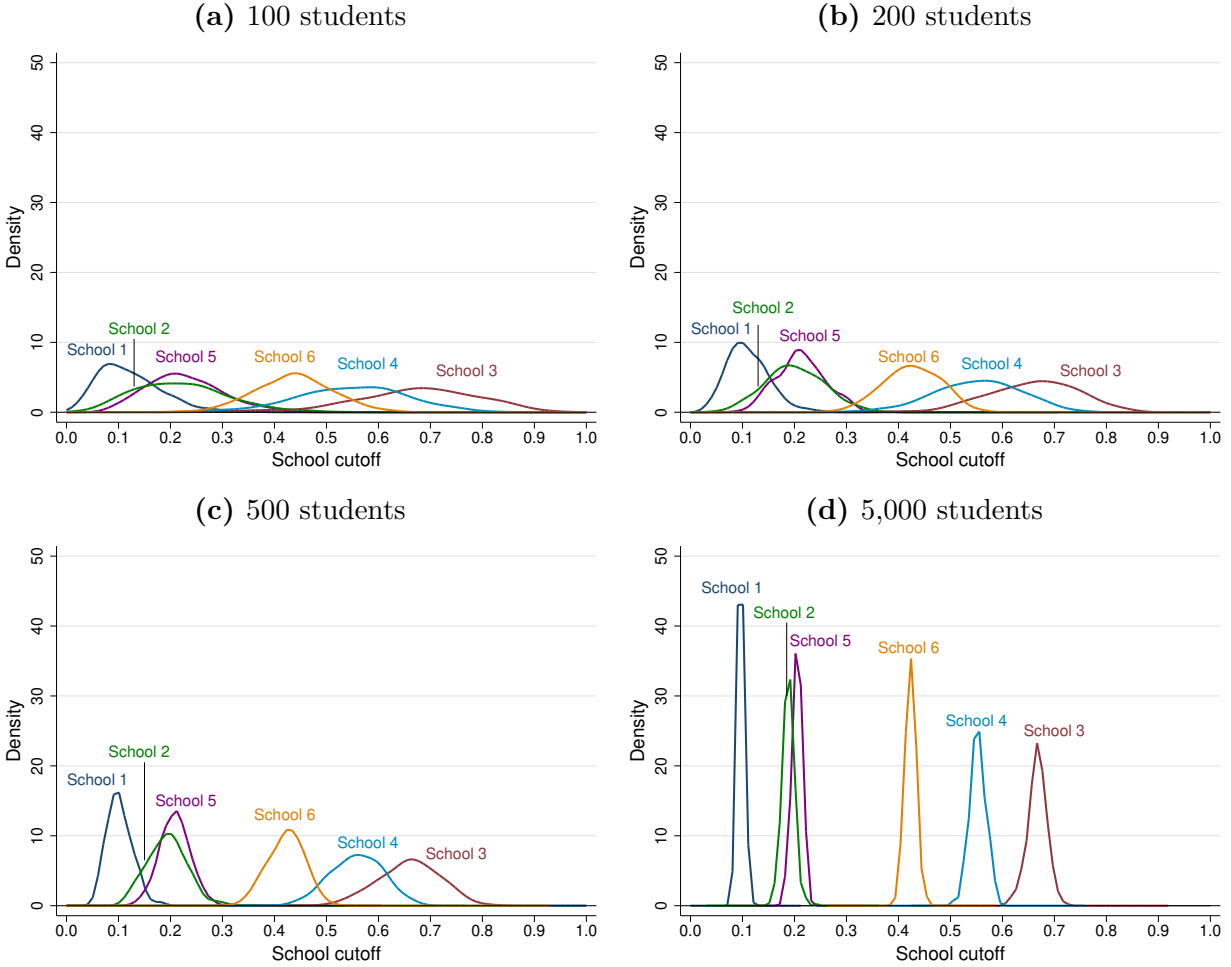 (a) 100 students
50
40
30
20
10
0
Density
School 1
School 2
School 5
School 6
School 4
School 3
0.0 0.1 0.2 0.3 0.4 0.5 0.6 0.7 0.8 0.9 1.0
School cutoff
(b) 200 students
50
40
30
20
10
0
Density
School 1
School 2
School 5
School 6
School 4
School 3
0.0 0.1 0.2 0.3 0.4 0.5 0.6 0.7 0.8 0.9 1.0
School cutoff
(c) 500 students
50
40
30
20
10
0
Density
School 1
School 2
School 5
School 6
School 4
School 3
0.0 0.1 0.2 0.3 0.4 0.5 0.6 0.7 0.8 0.9 1.0
School cutoff
(d) 5,000 students
50
40
30
20
10
0
Density
School 1
School 2
School 5
School 6
School 4
School 3
0.0 0.1 0.2 0.3 0.4 0.5 0.6 0.7 0.8 0.9 1.0
School cutoff